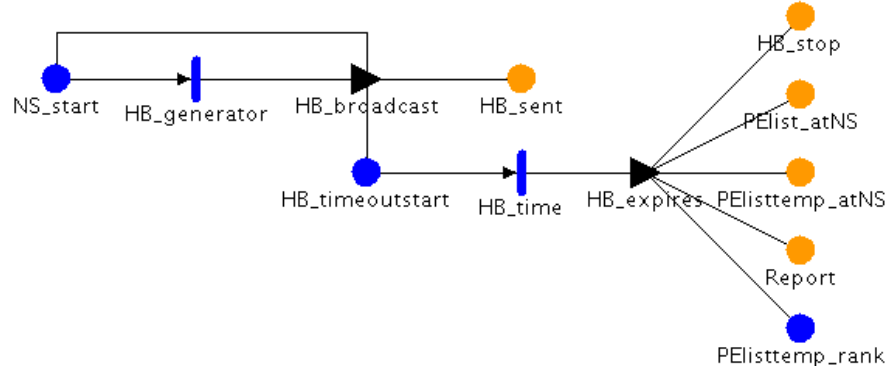 HB_stop
NS_start
HB_generator
HB_broadcast
HB_sent
PElist_atNS
HB_timeoutstart
HB_time
HB_expires
PElisttemp_atNS
Report
PElisttemp_rank